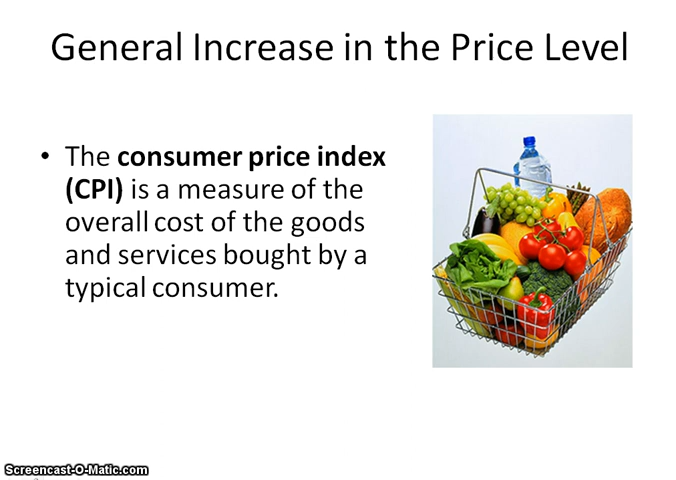 General Increase in the Price Level
• The consumer price index
(CPI) is a measure of the
overall cost of the goods
and services bought by a
typical consumer.
Screencast-O-Matic.com